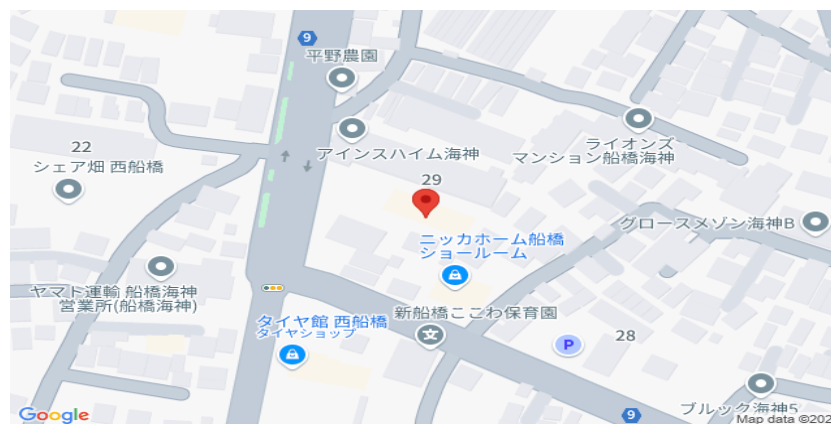 9
平野農園
22
シェア畑 西船橋
アインスハイム海神
ライオンズ
マンション船橋海神
29
グロースメゾン海神B
ニッカホーム船橋
ショールーム
ヤマト運輸 船橋海神
営業所(船橋海神)
タイヤ館 西船橋
タイヤショップ
新船橋ここわ保育園
文
P
28
ブルック海神5
9
Google
Map data ©202